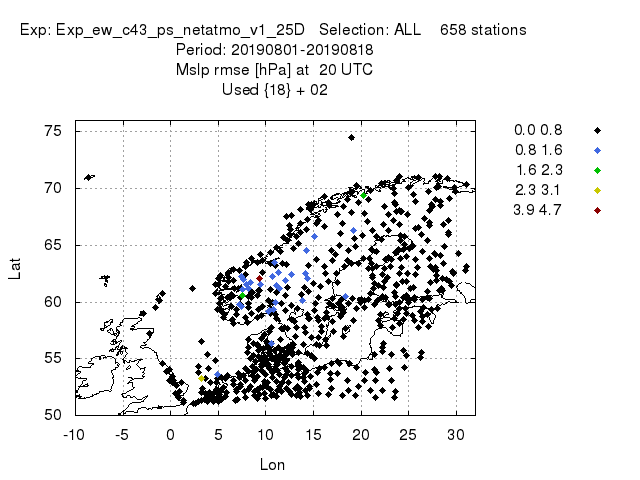 Exp: Exp_ew_c43_ps_netatmo_v1_25D   Selection: ALL    658 stations
Period: 20190801-20190818
Mslp rmse [hPa] at  20 UTC
Used {18} + 02
75
70
65
60
55
50
Lat
-10 -5 0 5 10 15 20 25 30
Lon
0.0 0.8
0.8 1.6
1.6 2.3
2.3 3.1
3.9 4.7